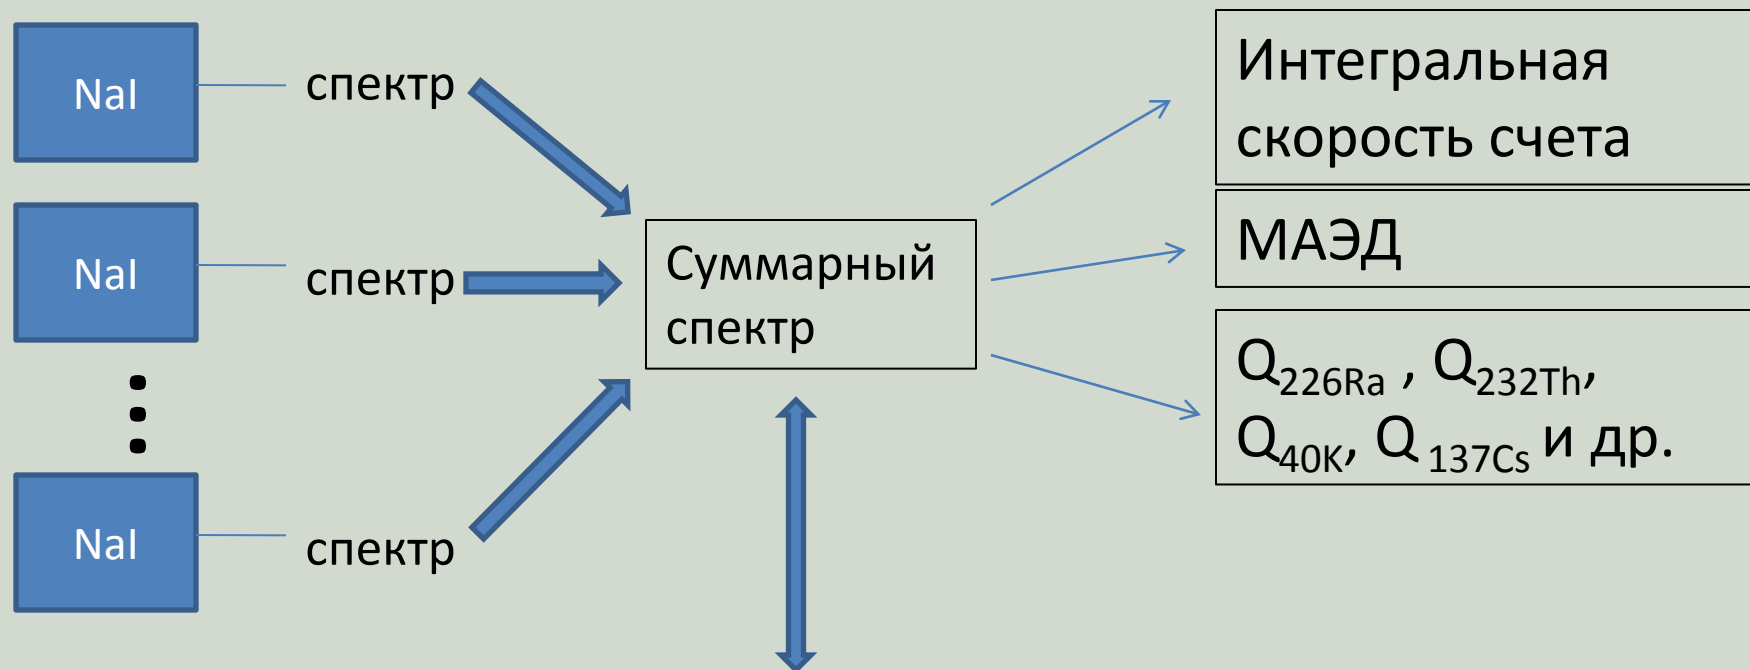 NaI
спектр
NaI
спектр
NaI
спектр
Суммарный
спектр
Интегральная
скорость счета
МАЭД
Q226Ra , Q232Th,
Q40K, Q 137Cs и др.